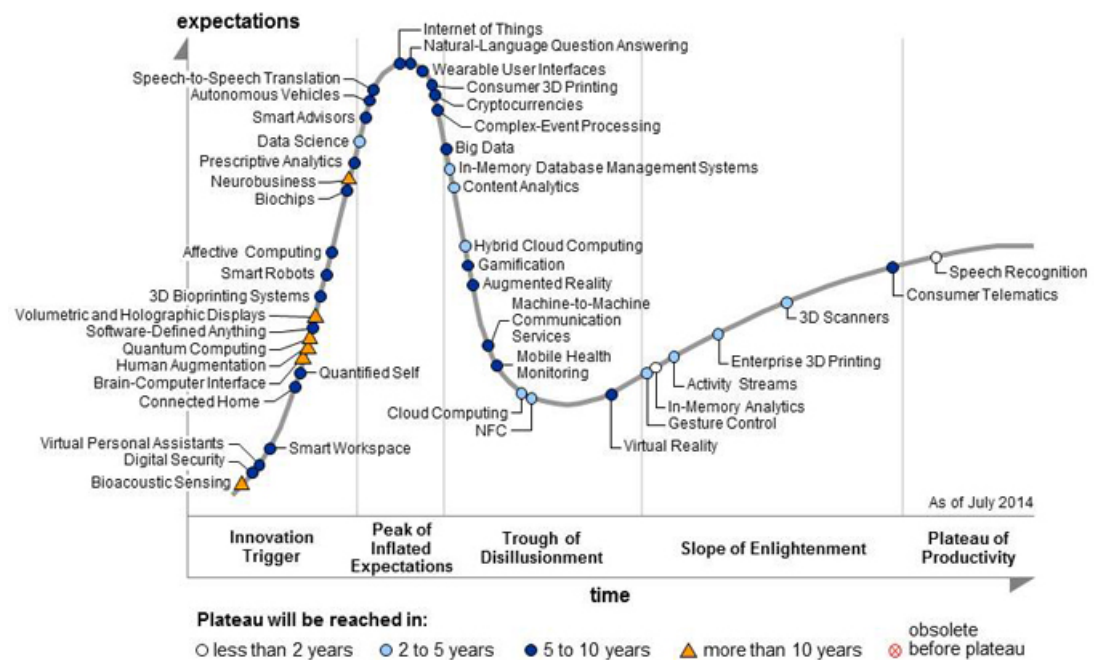 expectations
Internet of Things
Natural-Language Question Answering
Wearable User Interfaces
Consumer 3D Printing
Cryptocurrencies
Complex-Event Processing
Speech-to-Speech Translation
Autonomous Vehicles
Smart Advisors
Data Science
Prescriptive Analytics
Neurobusiness
Biochips
Big Data
In-Memory Database Management Systems
Content Analytics
Affective Computing
Smart Robots
3D Bioprinting Systems
Volumetric and Holographic Displays
Software-Defined Anything
Quantum Computing
Human Augmentation
Brain-Computer Interface
Connected Home
Quantified Self
Virtual Personal Assistants
Digital Security
Bioacoustic Sensing
Smart Workspace
Hybrid Cloud Computing
Gamification
Augmented Reality
Machine-to-Machine
Communication
Services
Mobile Health
Monitoring
Cloud Computing
NFC
Virtual Reality
Gesture Control
In-Memory Analytics
Activity Streams
Enterprise 3D Printing
3D Scanners
Consumer Telematics
Speech Recognition
As of July 2014
Innovation
Trigger
Peak of
Inflated
Expectations
Trough of
Disillusionment
Slope of Enlightenment
Plateau of
Productivity
time
Plateau will be reached in:
less than 2 years
2 to 5 years
5 to 10 years
more than 10 years
obsolete
before plateau